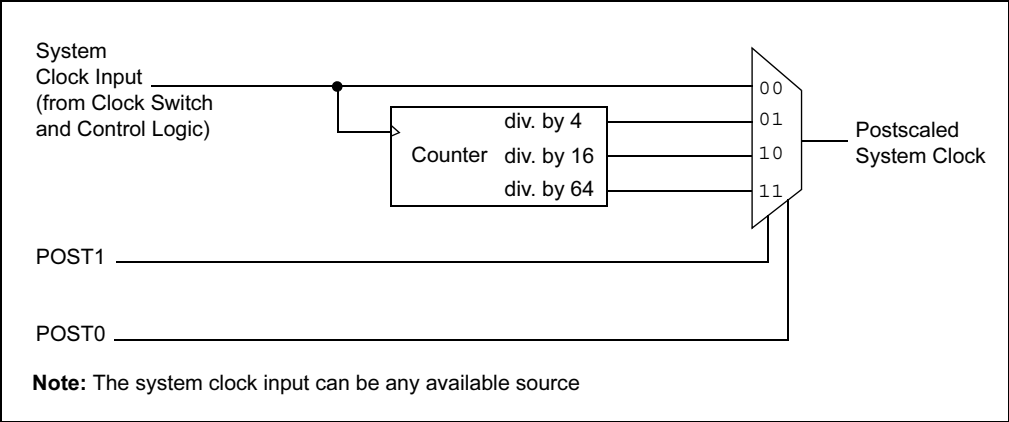 System
Clock Input
(from Clock Switch
and Control Logic)
00
div. by 4
01
Counter
div. by 16
10
div. by 64
11
Postscaled
System Clock
POST1
POST0
Note: The system clock input can be any available source